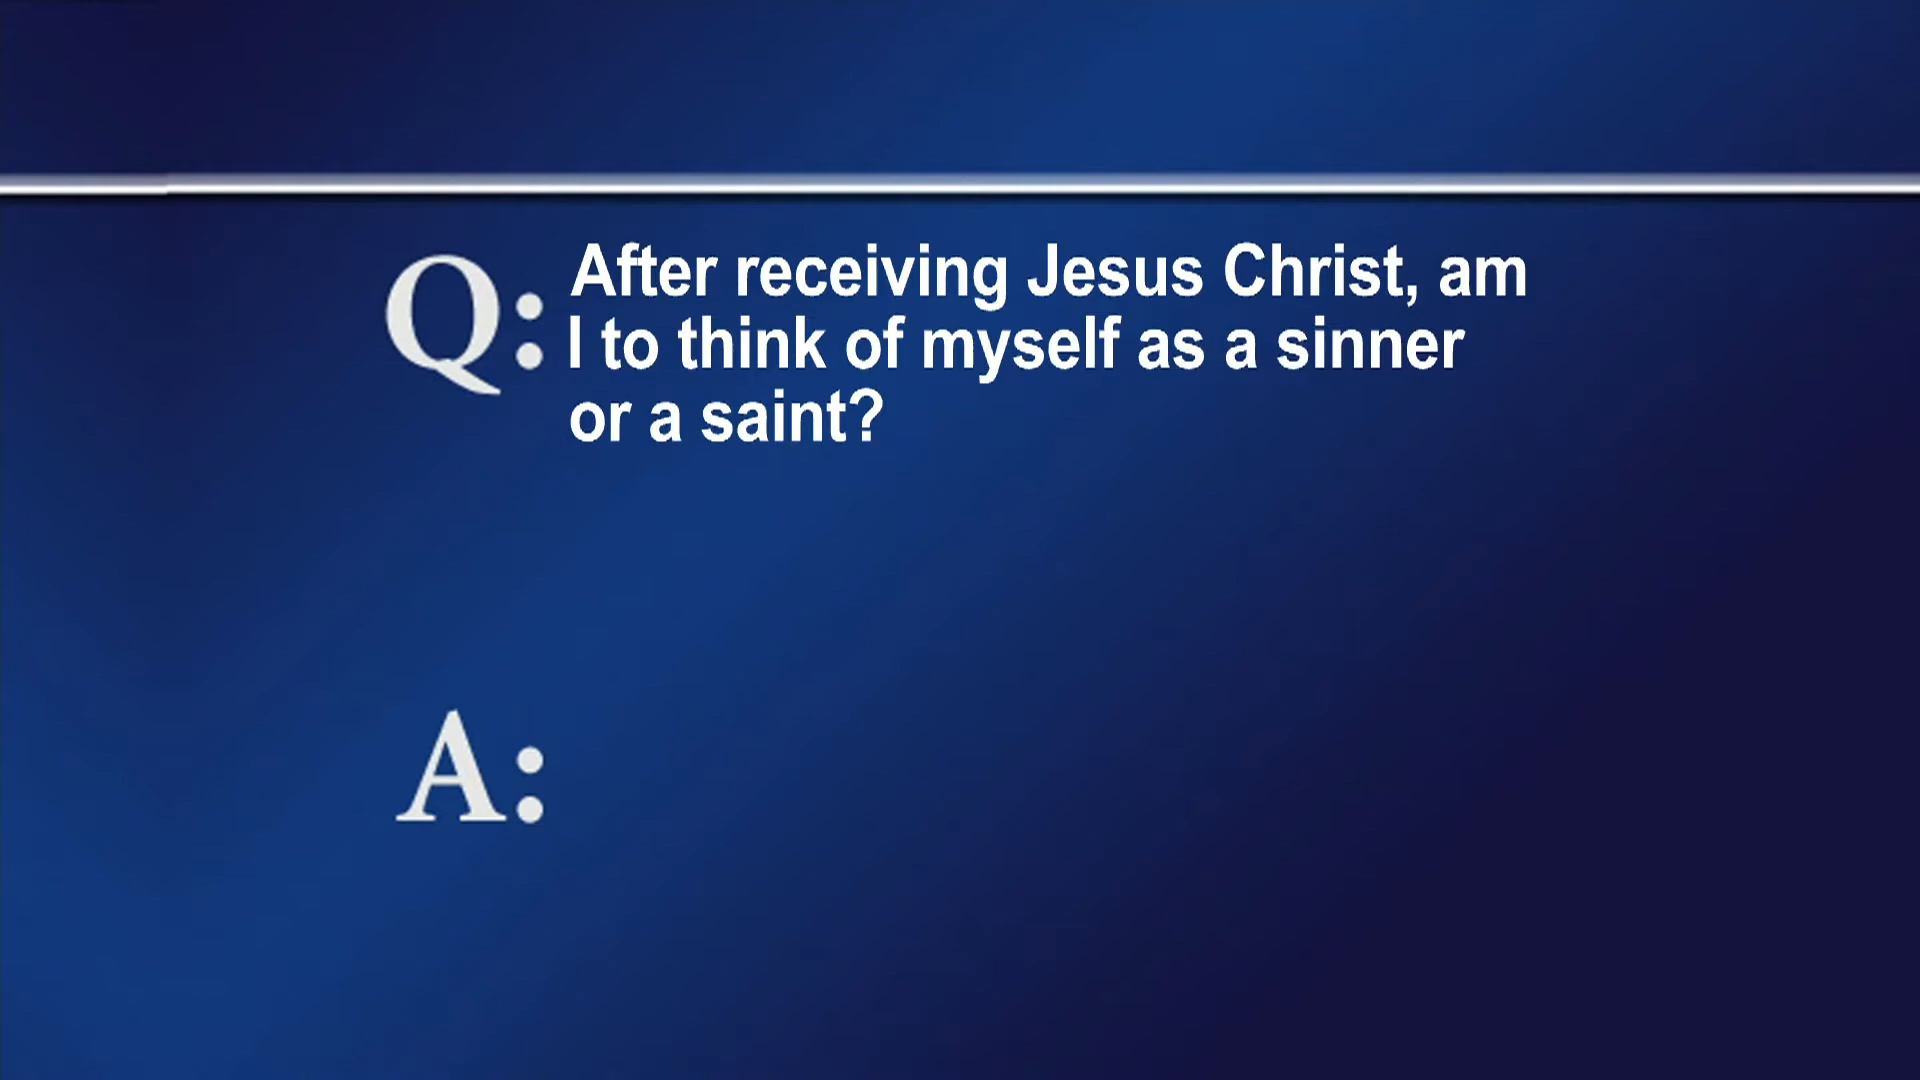 Q: After receiving Jesus Christ, am
I to think of myself as a sinner
or a saint?
A: